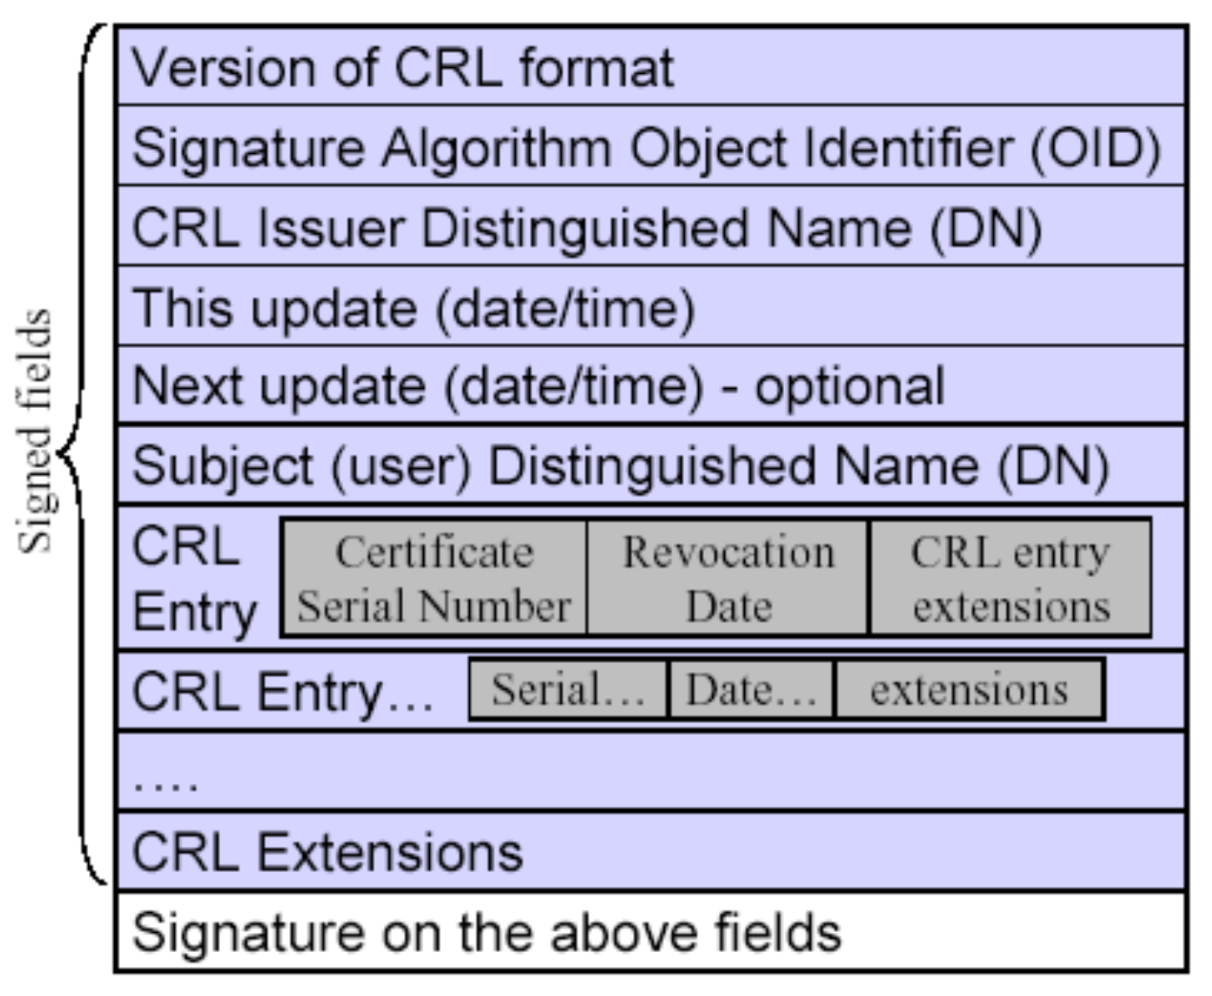 Signed fields
Version of CRL format
Signature Algorithm Object Identifier (OID)
CRL Issuer Distinguished Name (DN)
This update (date/time)
Next update (date/time) - optional
Subject (user) Distinguished Name (DN)
CRL
Entry
Certificate
Serial Number
Revocation
Date
CRL entry
extensions
CRL Entry… Serial… Date… extensions
….
CRL Extensions
Signature on the above fields